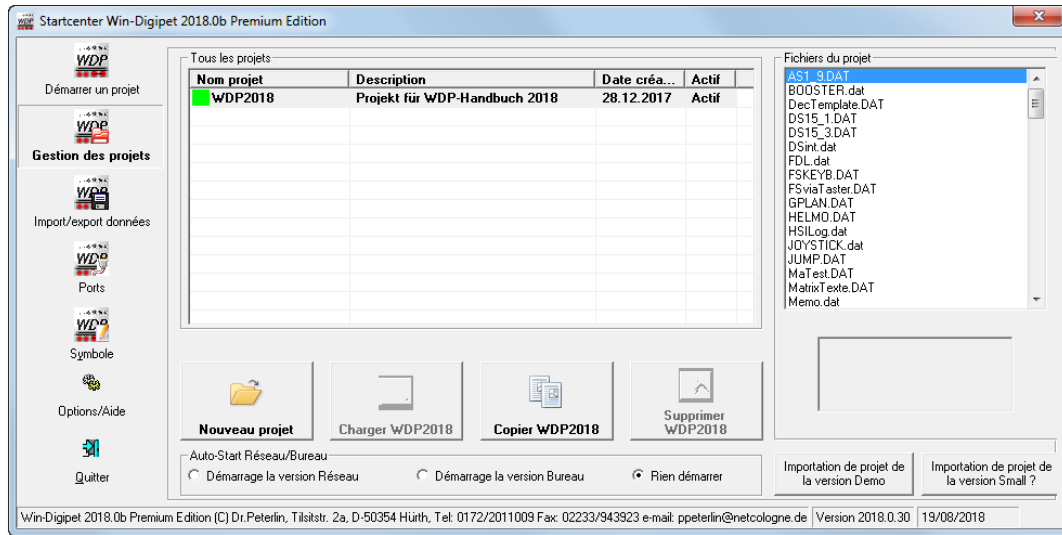 Startcenter Win-Digipet 2018.0b Premium Edition
WDP
Démarrer un projet
WDP
Gestion des projets
WDP
Import/export données
WDP
Ports
WDP
Symbole
Options/Aide
Quitter
Tous les projets
Nom projet Description Date créa... Actif
WDP2018 Projekt für WDP-Handbuch 2018 28.12.2017 Actif
Nouveau projet
Charger WDP2018
Copier WDP2018
Supprimer
WDP2018
Auto-Start Réseau/Bureau
Démarrage la version Réseau Démarrage la version Bureau Rien démarrer
Fichiers du projet
AS1_9.DAT
BOOSTER.dat
DecTemplate.DAT
DS15_1.DAT
DS15_3.DAT
DSint.dat
FDL.dat
FSKEYB.DAT
FSviaTaster.DAT
GPLAN.DAT
HELMO.DAT
HSILog.dat
JOYSTICK.dat
JUMP.DAT
MaTest.DAT
MatrixTexte.DAT
Memo.dat
Importation de projet de
la version Demo
Importation de projet de
la version Small ?
Win-Digipet 2018.0b Premium Edition (C) Dr.Peterlin, Tilsitstr. 2a, D-50354 Hürth, Tel: 0172/2011009 Fax: 02233/943923 e-mail: ppeterlin@netcologne.de Version 2018.0.30 19/08/2018